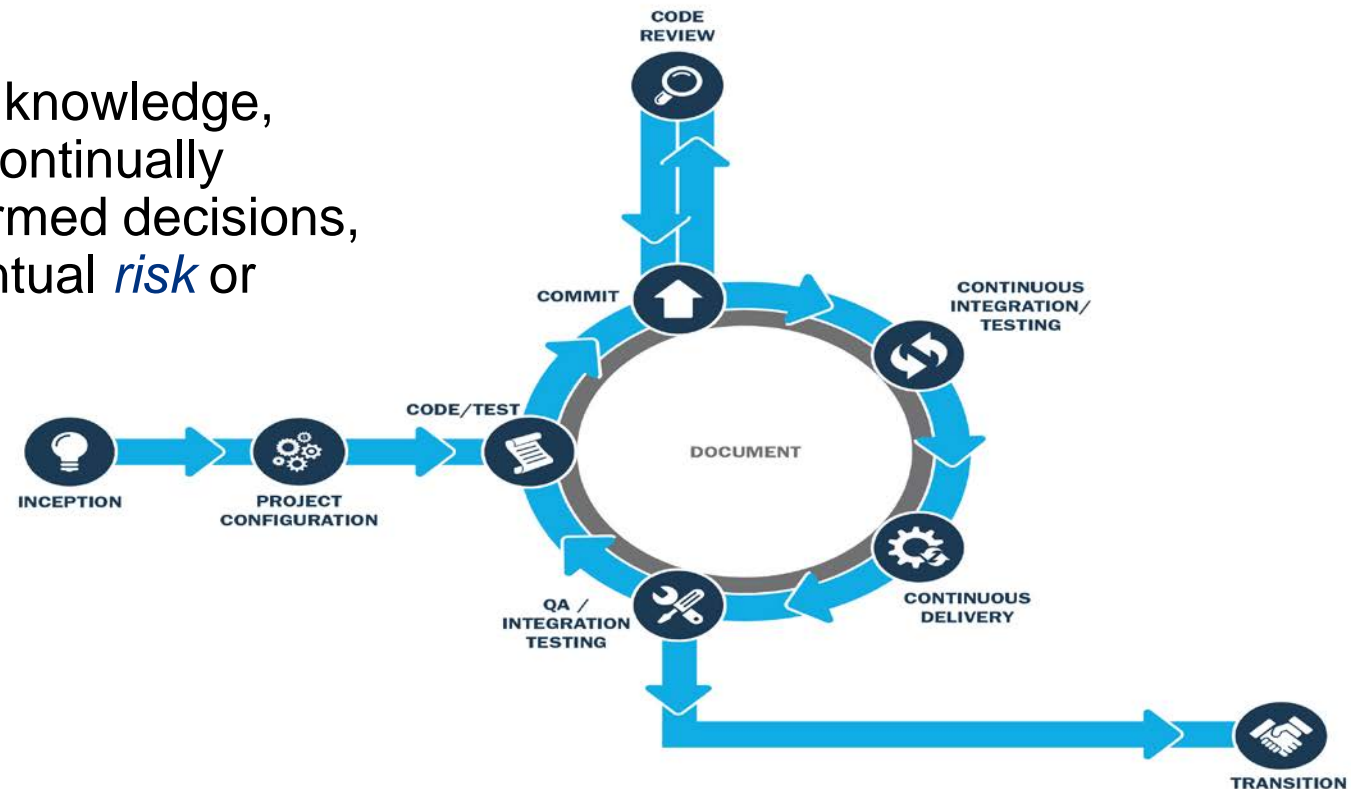 knowledge,
ontinually
rmed decisions,
ntual risk or
CODE
REVIEW
COMMIT
CONTINUOUS
INTEGRATION/
TESTING
CODE/TEST
DOCUMENT
INCEPTION
PROJECT
CONFIGURATION
QA /
INTEGRATION
TESTING
CONTINUOUS
DELIVERY
TRANSITION